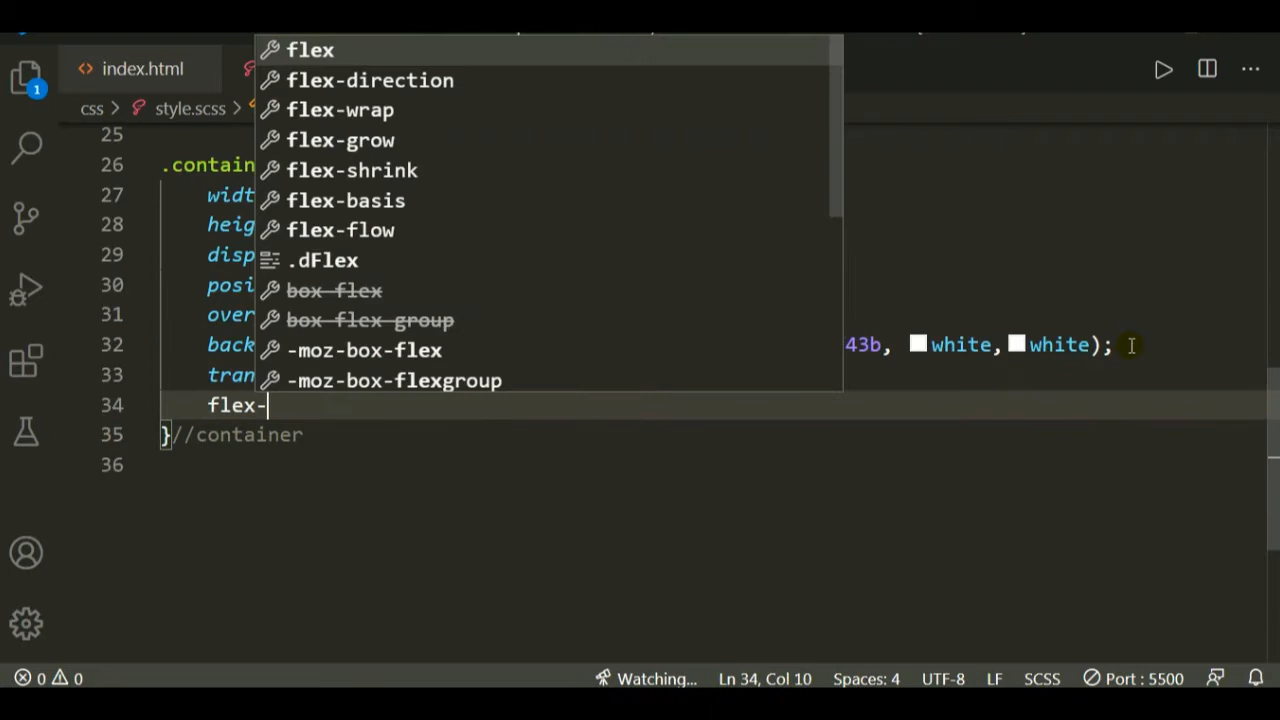 index.html
css > style.scss >
1
flex
flex-direction
flex-wrap
flex-grow
flex-shrink
flex-basis
flex-flow
.dFlex
box-flex
box-flex-group
-moz-box-flex
-moz-box-flexgroup
25
26 .contain
27 widt
28 heig
29 disp
30 posi
31 over
32 back 43b, white,white);
33 tran
34 flex-
35 }//container
36
0 0 Watching... Ln 34, Col 10 Spaces: 4 UTF-8 LF SCSS Port : 5500